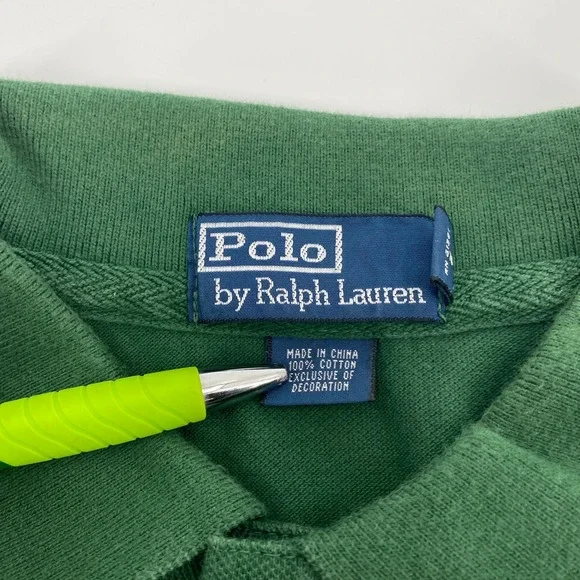 Polo
by Ralph Lauren
MADE IN CHINA
100% COTTON
EXCLUSIVE OF
DECORATION